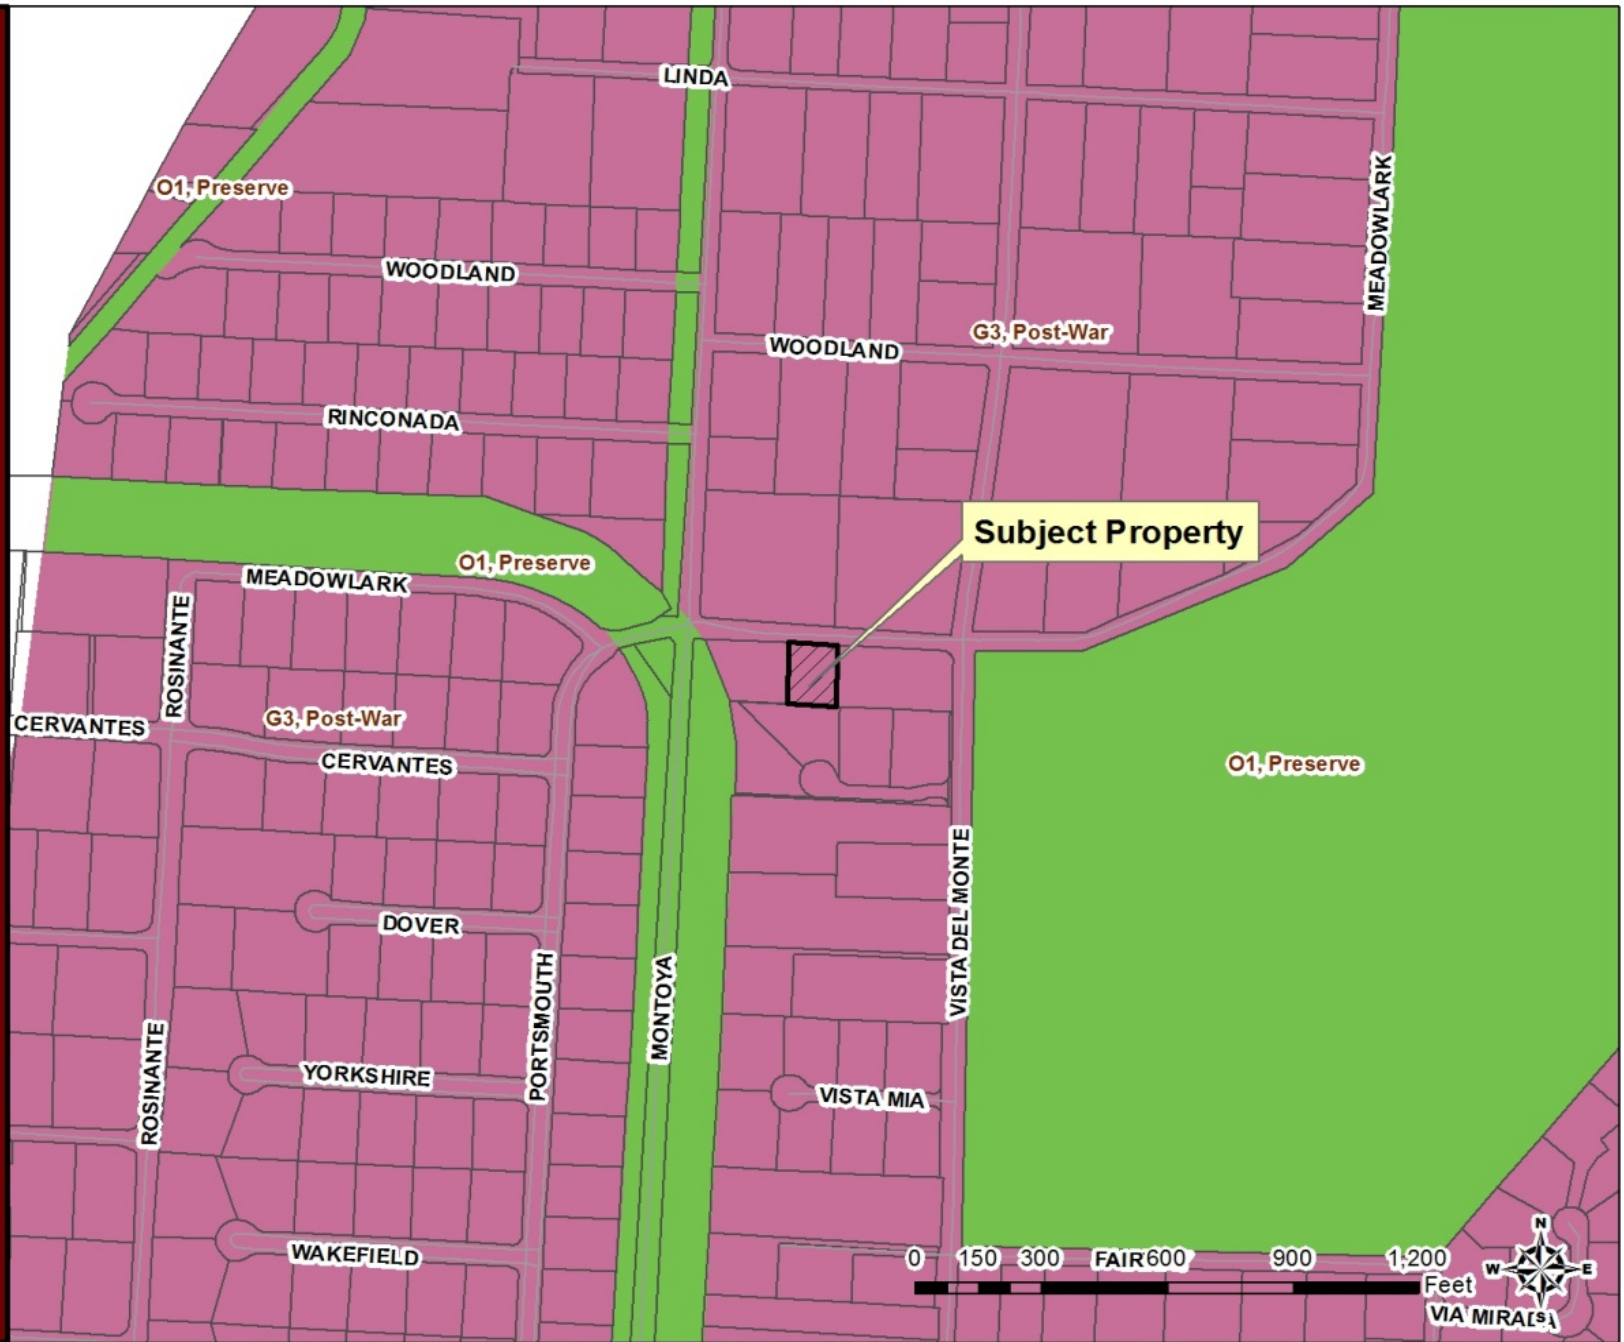 LINDA
MEADOWLARK
O1, Preserve
WOODLAND
G3, Post-War
WOODLAND
RINCONADA
Subject Property
O1, Preserve
MEADOWLARK
ROSINANTE
G3, Post-War
CERVANTES
CERVANTES
O1, Preserve
VISTA DEL MONTE
DOVER
PORTSMOUTH
MONTOYA
ROSINANTE
YORKSHIRE
VISTA MIA
WAKEFIELD
N
W E
S
0 150 300 FAIR 600 900 1,200
Feet
VIA MIRADA